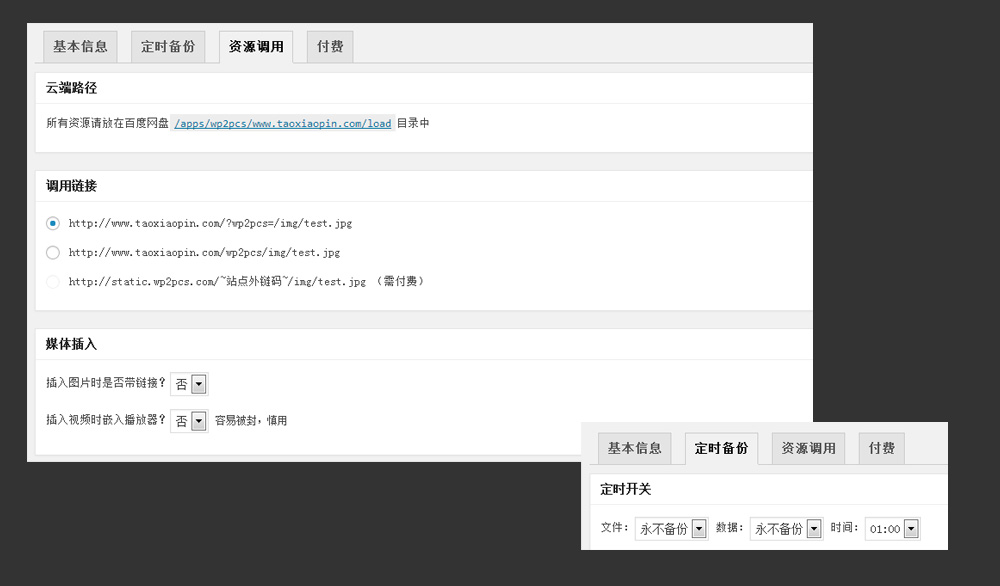 基本信息 定时备份 资源调用 付费
云端路径
所有资源请放在百度网盘 /apps/wp2pcs/www.taoxiaopin.com/load 目录中
调用链接
http://www.taoxiaopin.com/?wp2pcs=/img/test.jpg
http://www.taoxiaopin.com/wp2pcs/img/test.jpg
http://static.wp2pcs.com/~站点外链码~/img/test.jpg （需付费）
媒体插入
插入图片时是否带链接？ 否
插入视频时嵌入播放器？ 否 容易被封，慎用
基本信息 定时备份 资源调用 付费
定时开关
文件： 永不备份 数据： 永不备份 时间： 01:00